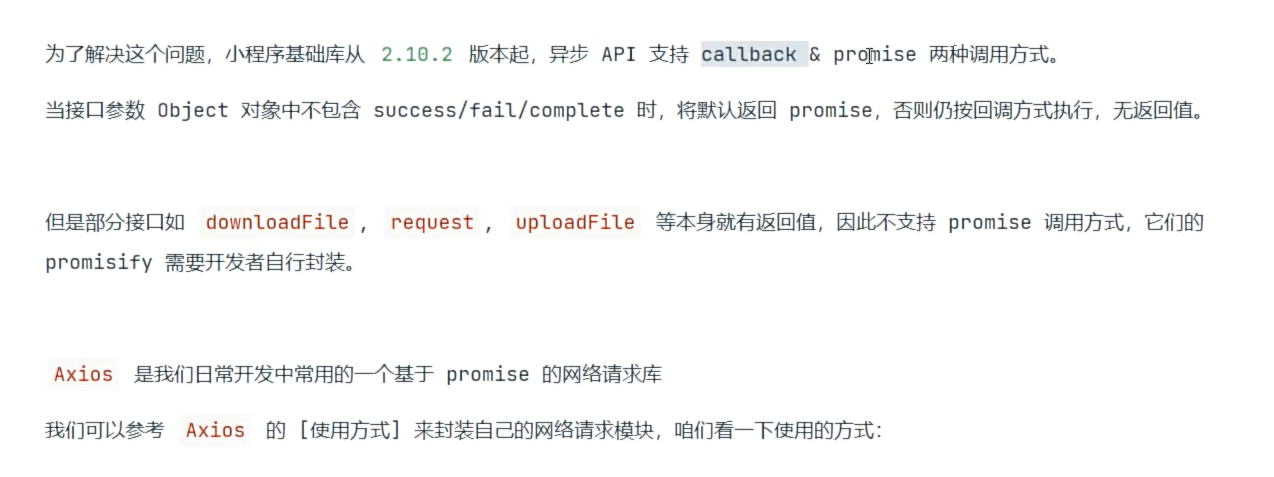 为了解决这个问题，小程序基础库从 2.10.2 版本起，异步 API 支持 callback & promise 两种调用方式。
当接口参数 Object 对象中不包含 success/fail/complete 时，将默认返回 promise，否则仍按回调方式执行，无返回值。
但是部分接口如 downloadFile, request, uploadFile 等本身就有返回值，因此不支持 promise 调用方式，它们的
promisify 需要开发者自行封装。
Axios 是我们日常开发中常用的一个基于 promise 的网络请求库
我们可以参考 Axios 的 [使用方式] 来封装自己的网络请求模块，咱们看一下使用的方式：